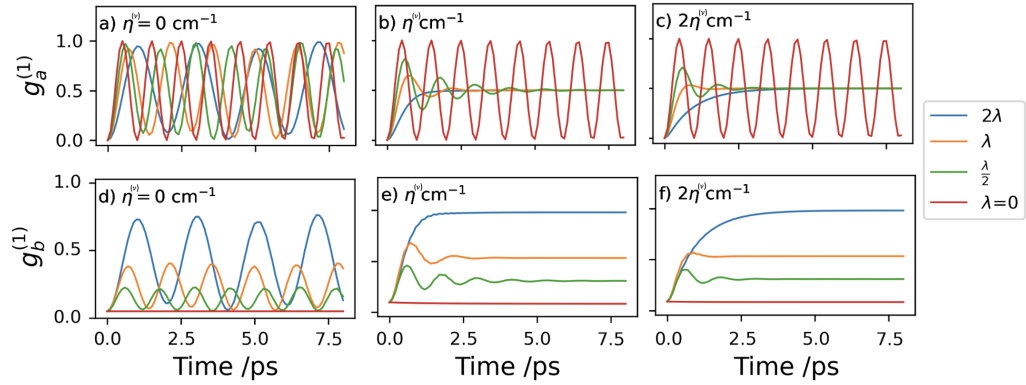 a) η⁽ᵛ⁾= 0 cm⁻¹
b) η⁽ᵛ⁾cm⁻¹
c) 2η⁽ᵛ⁾cm⁻¹
1.0
0.5
0.0
gₐ⁽¹⁾
2λ
λ
λ/2
λ=0
d) η⁽ᵛ⁾= 0 cm⁻¹
e) η⁽ᵛ⁾cm⁻¹
f) 2η⁽ᵛ⁾cm⁻¹
1.0
0.5
0.0
g_b⁽¹⁾
0.0 2.5 5.0 7.5
0.0 2.5 5.0 7.5
0.0 2.5 5.0 7.5
Time /ps
Time /ps
Time /ps